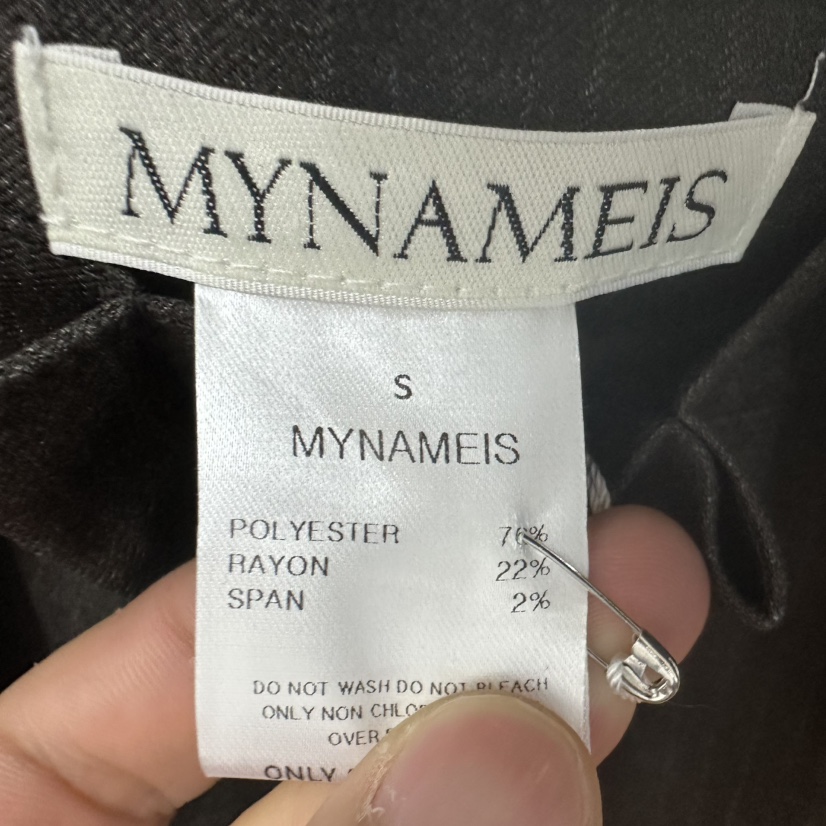 MYNAMEIS
S
MYNAMEIS
POLYESTER 76%
RAYON 22%
SPAN 2%
DO NOT WASH DO NOT BLEACH
ONLY NON
OVER
ONLY